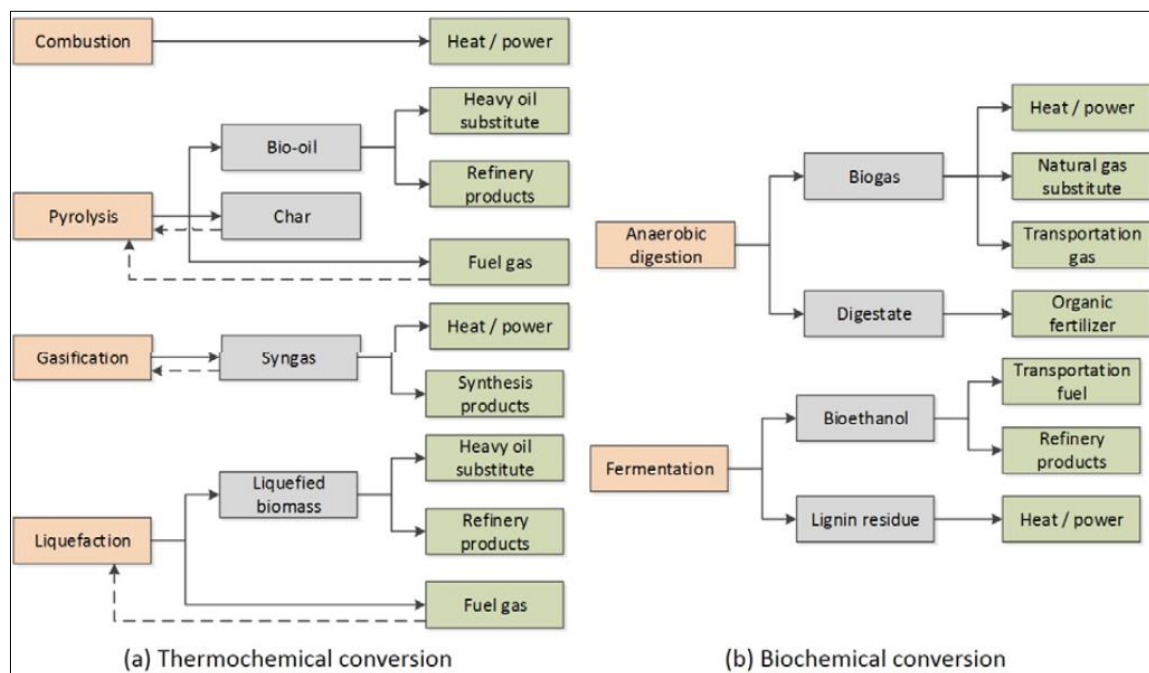 Combustion
Heat / power
Heavy oil
substitute
Bio-oil
Refinery
products
Pyrolysis
Char
Fuel gas
Heat / power
Gasification
Syngas
Synthesis
products
Heavy oil
substitute
Liquefied
biomass
Refinery
products
Liquefaction
Fuel gas
(a) Thermochemical conversion
Heat / power
Biogas
Natural gas
substitute
Anaerobic
digestion
Transportation
gas
Digestate
Organic
fertilizer
Transportation
fuel
Bioethanol
Refinery
products
Fermentation
Lignin residue
Heat / power
(b) Biochemical conversion